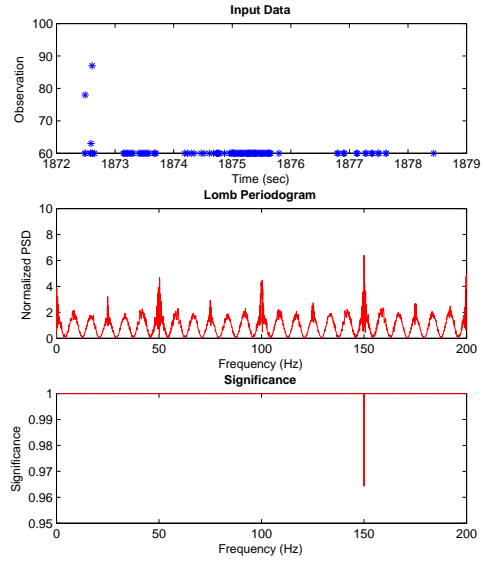 Input Data
Observation
100
90
80
70
60
1872 1873 1874 1875 1876 1877 1878 1879
Time (sec)
Lomb Periodogram
Normalized PSD
10
8
6
4
2
0
0 50 100 150 200
Frequency (Hz)
Significance
Significance
1
0.99
0.98
0.97
0.96
0.95
0 50 100 150 200
Frequency (Hz)